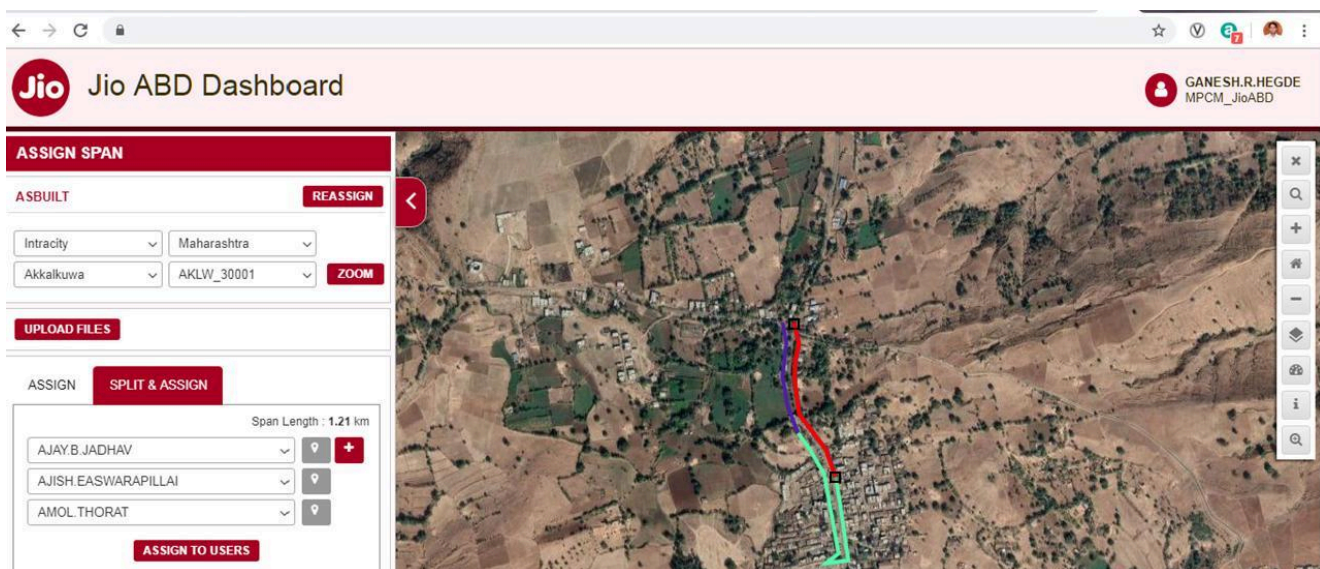 7
Jio Jio ABD Dashboard
GANESH.R.HEGDE
MPCM_JioABD
ASSIGN SPAN
ASBUILT REASSIGN
Intracity Maharashtra
Akkalkuwa AKLW_30001 ZOOM
UPLOAD FILES
ASSIGN SPLIT & ASSIGN
Span Length : 1.21 km
AJAY.B.JADHAV
AJISH.EASWARAPILLAI
AMOL.THORAT
ASSIGN TO USERS